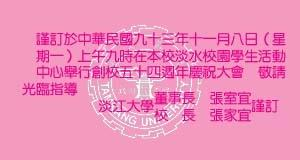 謹訂於中華民國九十三年十一月八日（星
期一）上午九時在本校淡水校園學生活動
中心舉行創校五十四週年慶祝大會　敬請
光臨指導
淡江大學 董事長　張室宜 謹訂
校　長　張家宜
TAMKANG UNIVERSITY